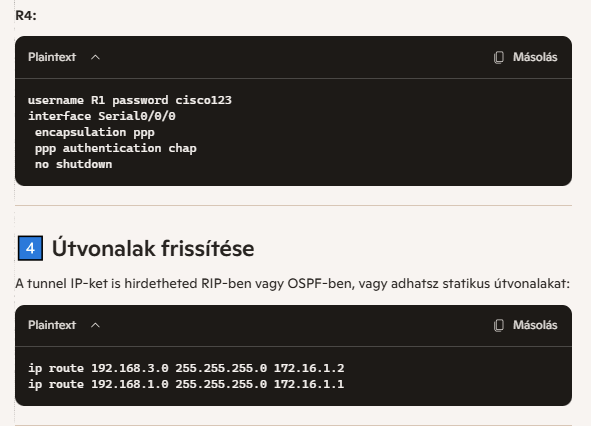 R4:
Plaintext
Másolás
username R1 password cisco123
interface Serial0/0/0
 encapsulation ppp
 ppp authentication chap
 no shutdown
4 Útvonalak frissítése
A tunnel IP-ket is hirdetheted RIP-ben vagy OSPF-ben, vagy adhatsz statikus útvonalakat:
Plaintext
Másolás
ip route 192.168.3.0 255.255.255.0 172.16.1.2
ip route 192.168.1.0 255.255.255.0 172.16.1.1